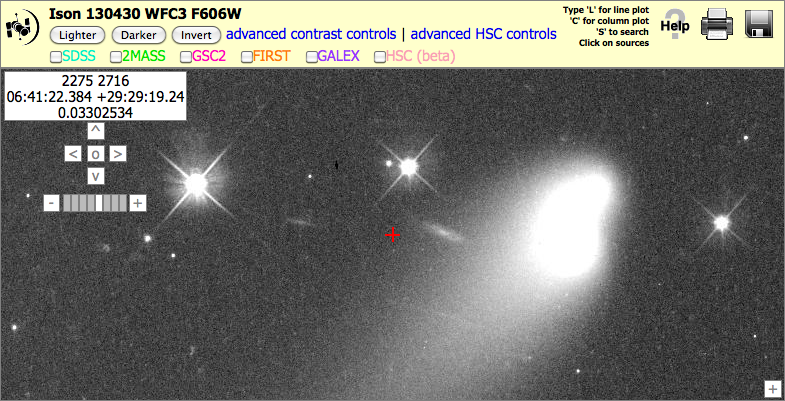 Ison 130430 WFC3 F606W
Lighter Darker Invert advanced contrast controls | advanced HSC controls
SDSS 2MASS GSC2 FIRST GALEX HSC (beta)
Type 'L' for line plot
'C' for column plot
'S' to search
Click on sources
Help
2275 2716
06:41:22.384 +29:29:19.24
0.03302534
^
< o >
v
- +
+